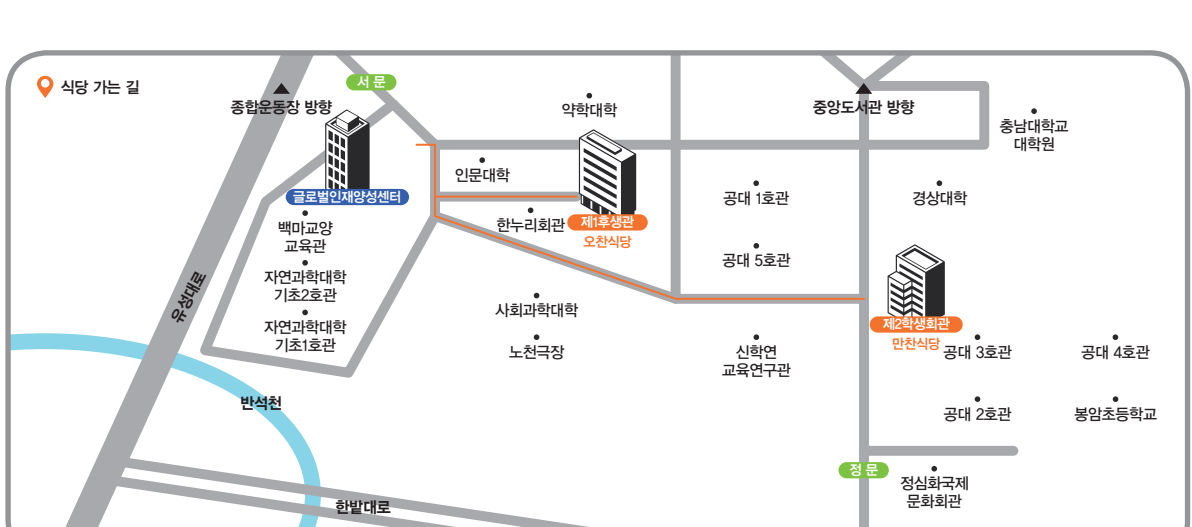 식당 가는 길
서 문
종합운동장 방향
약학대학
중앙도서관 방향
충남대학교
대학원
인문대학
글로벌인재양성센터
공대 1호관
경상대학
백마교양
교육관
한누리회관
제1후생관
오찬식당
공대 5호관
자연과학대학
기초2호관
유성대로
사회과학대학
자연과학대학
기초1호관
제2학생회관
만찬식당
노천극장
신학연
교육연구관
공대 3호관
공대 4호관
반석천
공대 2호관
봉암초등학교
정 문
정심화국제
문화회관
한밭대로